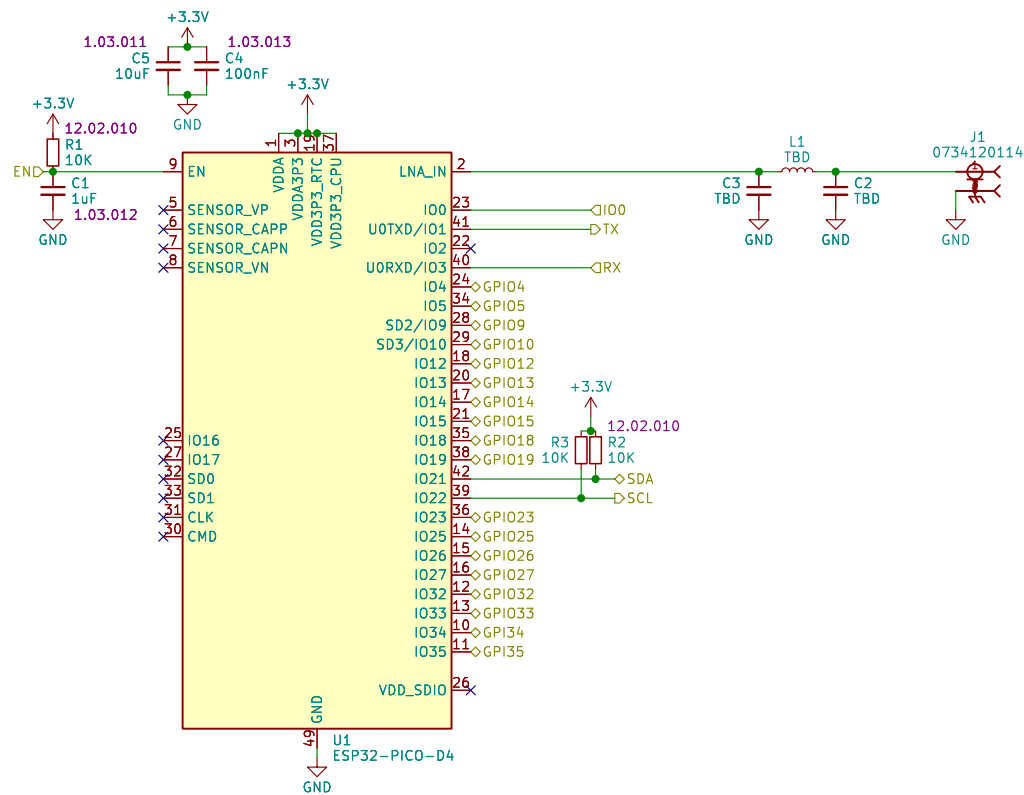 +3.3V
1.03.011
1.03.013
C5
10uF
C4
100nF
GND
+3.3V
+3.3V
12.02.010
R1
10K
EN
C1
1uF
1.03.012
GND
1
3
19
37
VDDA
VDDA3P3
VDD3P3_RTC
VDD3P3_CPU
9
EN
5
SENSOR_VP
6
SENSOR_CAPP
7
SENSOR_CAPN
8
SENSOR_VN
25
IO16
27
IO17
32
SD0
33
SD1
31
CLK
30
CMD
LNA_IN
2
IO0
23
IO0
U0TXD/IO1
41
TX
IO2
22
U0RXD/IO3
40
RX
IO4
24
GPIO4
IO5
34
GPIO5
SD2/IO9
28
GPIO9
SD3/IO10
29
GPIO10
IO12
18
GPIO12
IO13
20
GPIO13
IO14
17
GPIO14
IO15
21
GPIO15
IO18
35
GPIO18
IO19
38
GPIO19
IO21
42
SDA
IO22
39
SCL
IO23
36
GPIO23
IO25
14
GPIO25
IO26
15
GPIO26
IO27
16
GPIO27
IO32
12
GPIO32
IO33
13
GPIO33
IO34
10
GPI34
IO35
11
GPI35
VDD_SDIO
26
+3.3V
12.02.010
R3
10K
R2
10K
L1
TBD
C3
TBD
GND
C2
TBD
GND
J1
0734120114
GND
GND
49
U1
ESP32-PICO-D4
GND